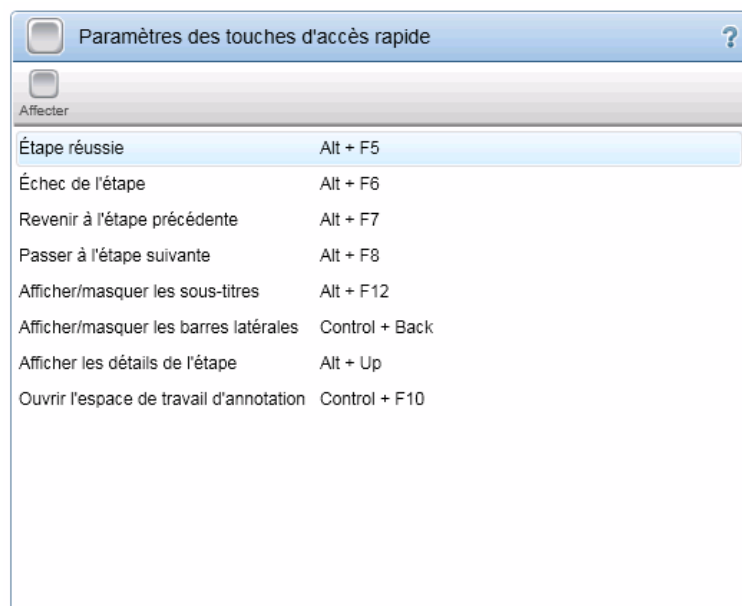 Paramètres des touches d'accès rapide ?
Affecter
Étape réussie Alt + F5
Échec de l'étape Alt + F6
Revenir à l'étape précédente Alt + F7
Passer à l'étape suivante Alt + F8
Afficher/masquer les sous-titres Alt + F12
Afficher/masquer les barres latérales Control + Back
Afficher les détails de l'étape Alt + Up
Ouvrir l'espace de travail d'annotation Control + F10